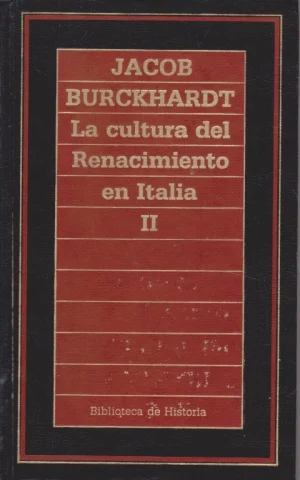 JACOB
BURCKHARDT
La cultura del
Renacimiento
en Italia
II
Biblioteca de Historia